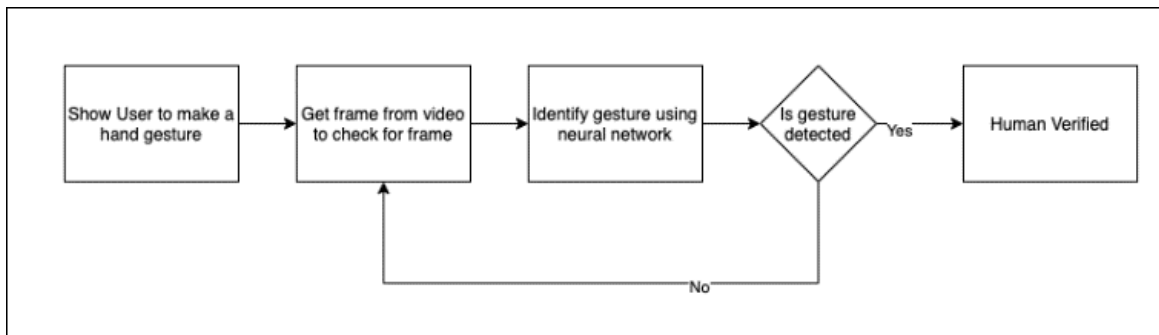 Show User to make a
hand gesture
Get frame from video
to check for frame
Identify gesture using
neural network
Is gesture
detected
Yes
Human Verified
No